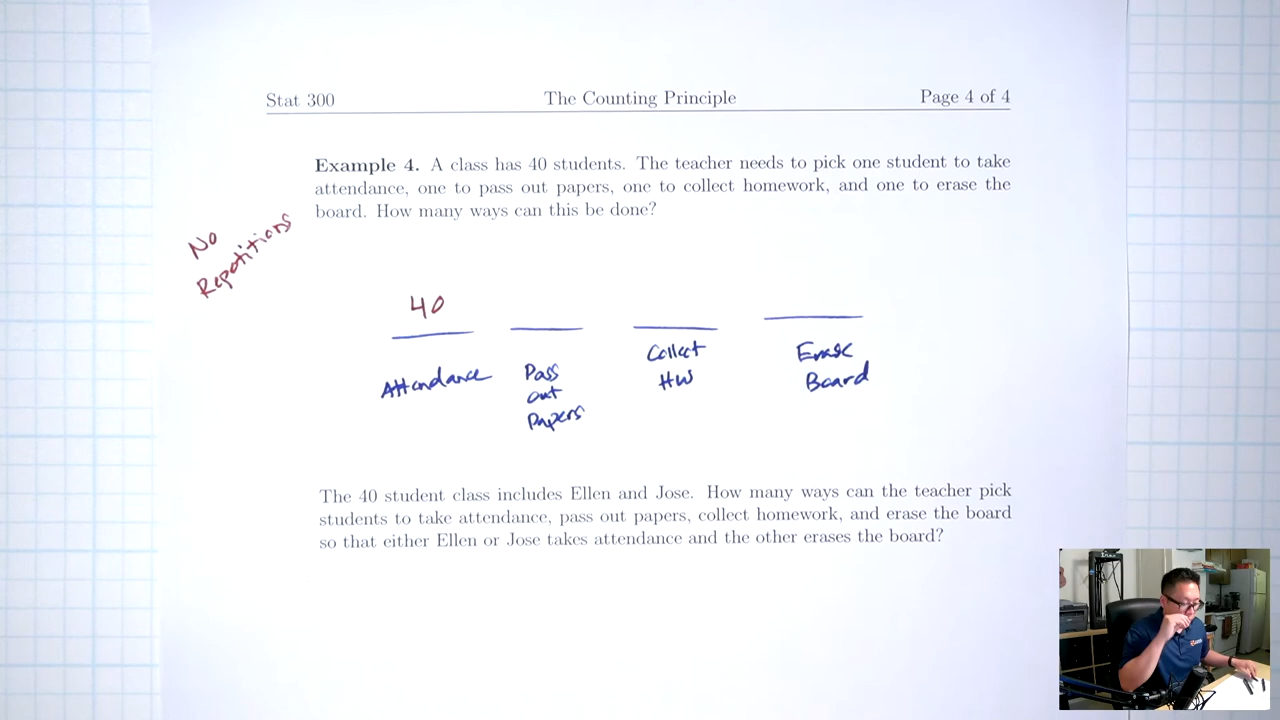 Stat 300 The Counting Principle Page 4 of 4
Example 4. A class has 40 students. The teacher needs to pick one student to take
attendance, one to pass out papers, one to collect homework, and one to erase the
board. How many ways can this be done?
No
Repotitions
40
Attendance
Pass
out
Papers
Collect
HW
Erase
Board
The 40 student class includes Ellen and Jose. How many ways can the teacher pick
students to take attendance, pass out papers, collect homework, and erase the board
so that either Ellen or Jose takes attendance and the other erases the board?